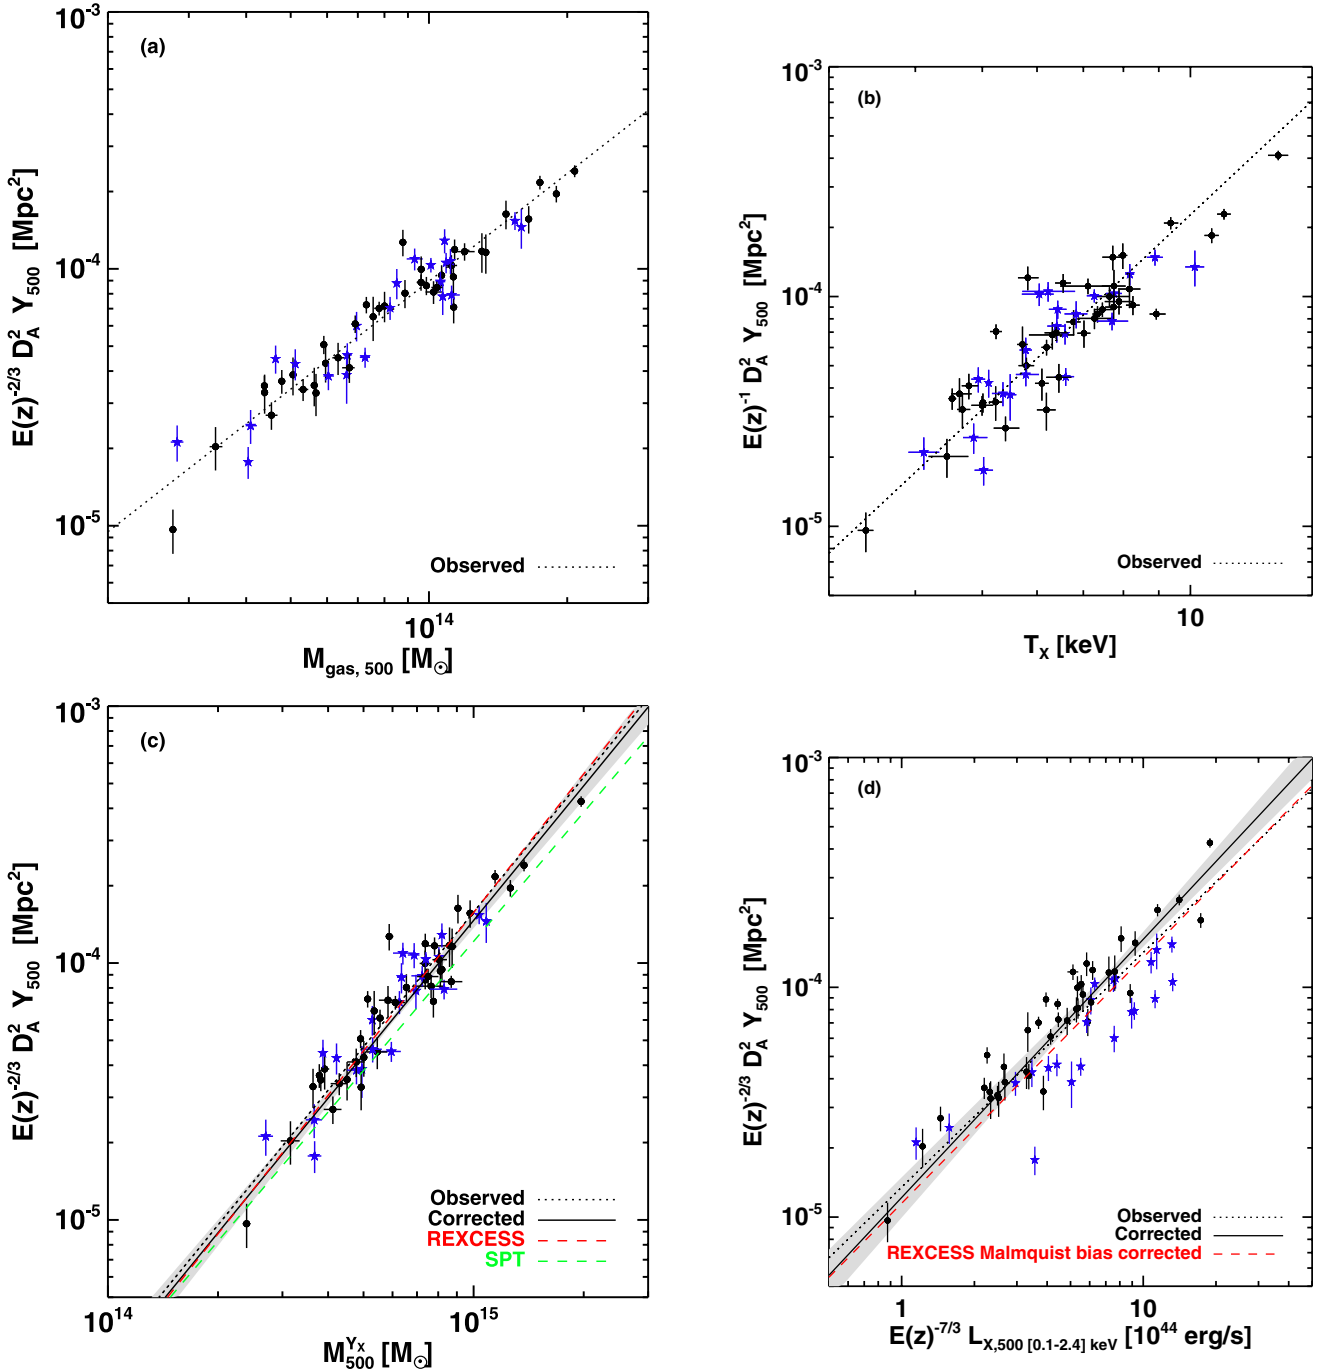 (a)
10^-3
10^-4
10^-5
E(z)^-2/3 D_A^2 Y_500 [Mpc^2]
Observed
10^14
M_gas, 500 [M_⊙]
(b)
10^-3
10^-4
10^-5
E(z)^-1 D_A^2 Y_500 [Mpc^2]
Observed
10
T_X [keV]
(c)
10^-3
10^-4
10^-5
E(z)^-2/3 D_A^2 Y_500 [Mpc^2]
Observed
Corrected
REXCESS
SPT
10^14
10^15
M_500^Y_X [M_⊙]
(d)
10^-3
10^-4
10^-5
E(z)^-2/3 D_A^2 Y_500 [Mpc^2]
Observed
Corrected
REXCESS Malmquist bias corrected
1
10
E(z)^-7/3 L_X,500 [0.1-2.4] keV [10^44 erg/s]